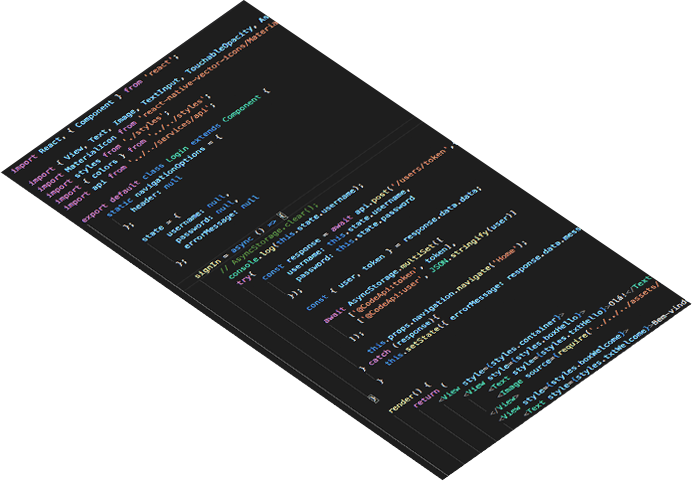 import React, { Component } from 'react';
import { View, Text, Image, TextInput, TouchableOpacity, As
import MaterialIcon from 'react-native-vector-icons/Materia
import styles from './styles';
import { colors } from '../../styles';
import api from '../../services/api';
export default class Login extends Component {
static navigationOptions = {
header: null
};
state = {
username: null,
password: null,
errorMessage: null
};
signIn = async () => {
// AsyncStorage.clear();
console.log(this.state.username);
try{
const response = await api.post('/users/token',
username: this.state.username,
password: this.state.password
});
const { user, token } = response.data.data;
await AsyncStorage.multiSet([
['@CodeApi:token', token],
['@CodeApi:user', JSON.stringify(user)]
]);
this.props.navigation.navigate('Home');
} catch (response){
this.setState({ errorMessage: response.data.mess
}
}
render() {
return (
<View style={styles.container}>
<View style={styles.boxHello}>
<Text style={styles.txtHello}>Olá!</Text
<Image source={require('../../assets/
</View>
<View style={styles.boxWelcome}>
<Text style={styles.txtWelcome}>Bem-vind